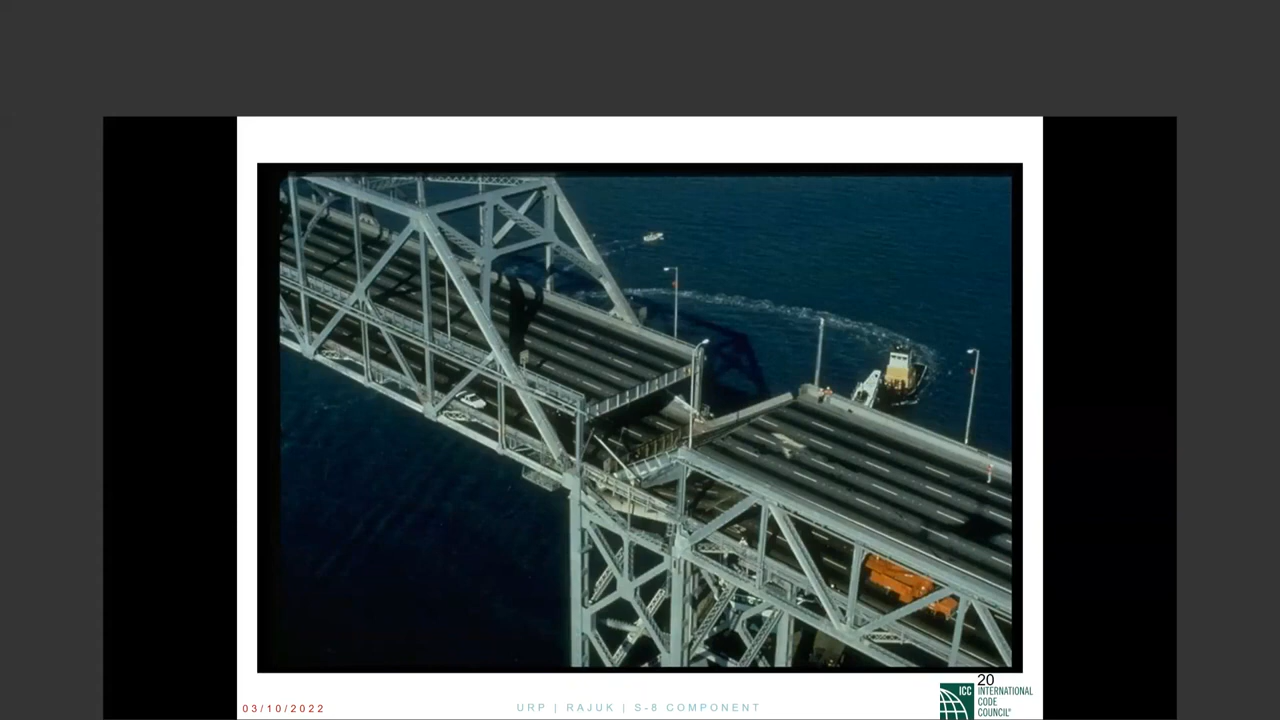 20
03/10/2022
URP | RAJUK | S-8 COMPONENT
ICC INTERNATIONAL
CODE
COUNCIL®